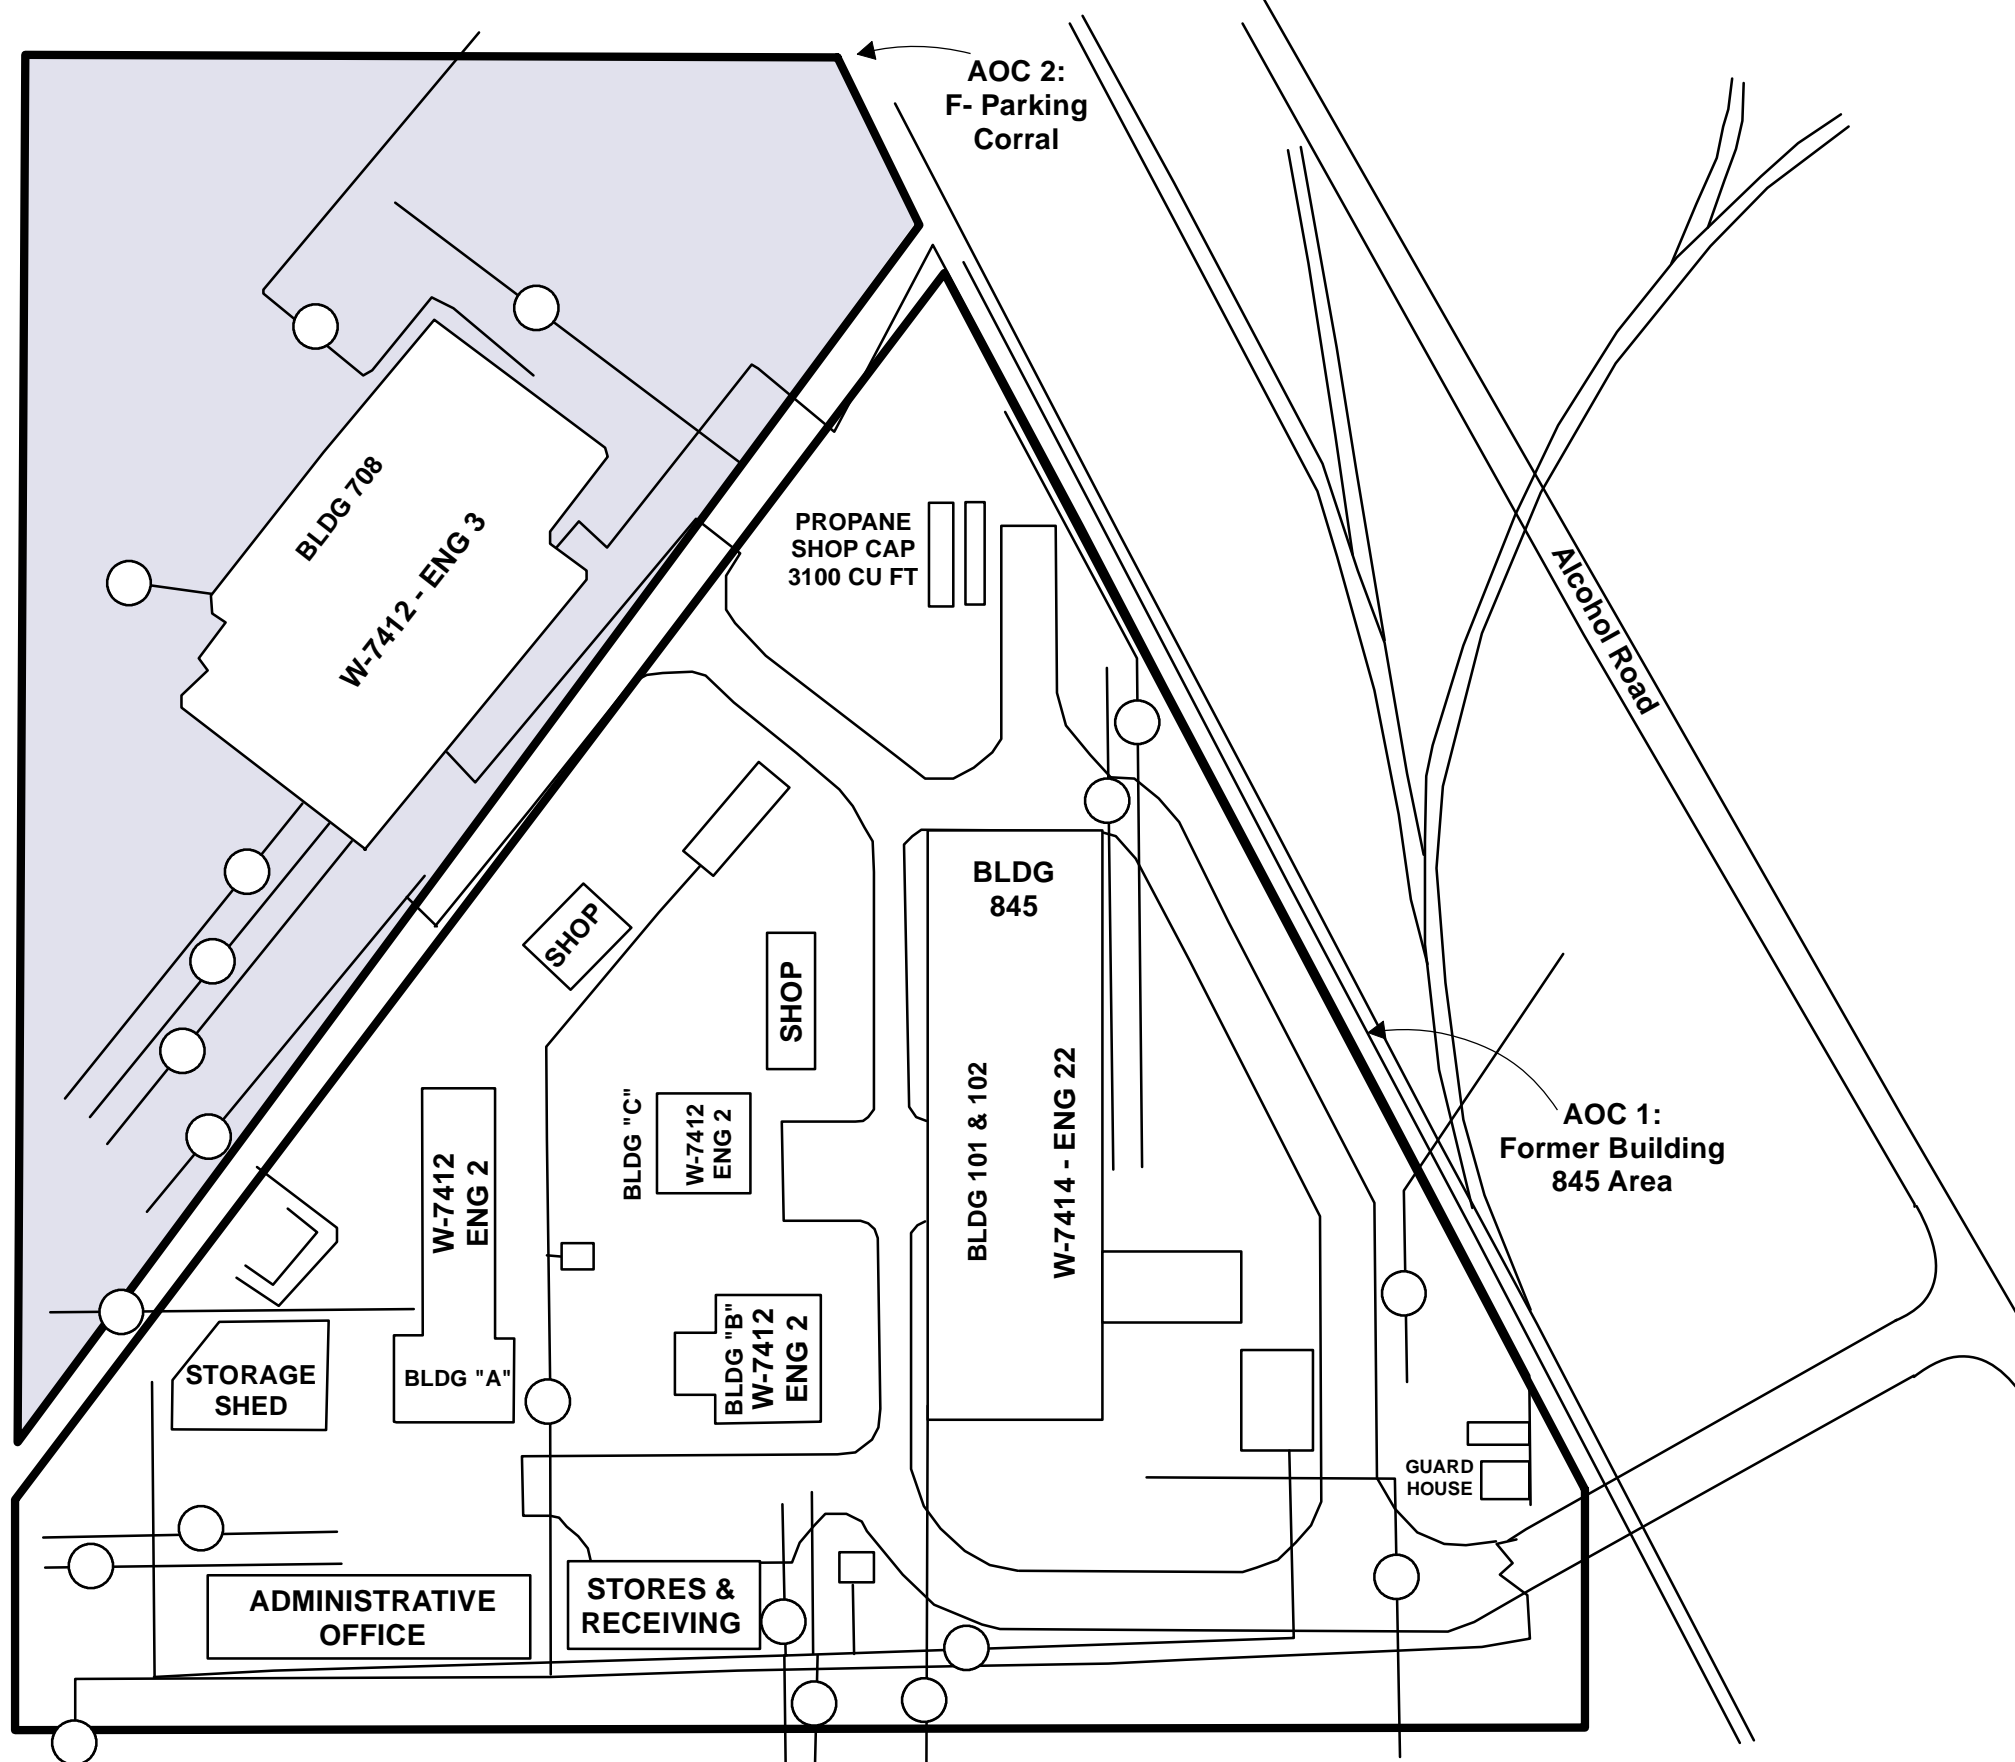 AOC 2:
F- Parking
Corral
BLDG 708
W-7412 - ENG 3
PROPANE
SHOP CAP
3100 CU FT
Alcohol Road
BLDG
845
SHOP
SHOP
BLDG 101 & 102
W-7414 - ENG 22
AOC 1:
Former Building
845 Area
BLDG "C"
W-7412
ENG 2
W-7412
ENG 2
BLDG "A"
BLDG "B"
W-7412
ENG 2
STORAGE
SHED
GUARD
HOUSE
ADMINISTRATIVE
OFFICE
STORES &
RECEIVING